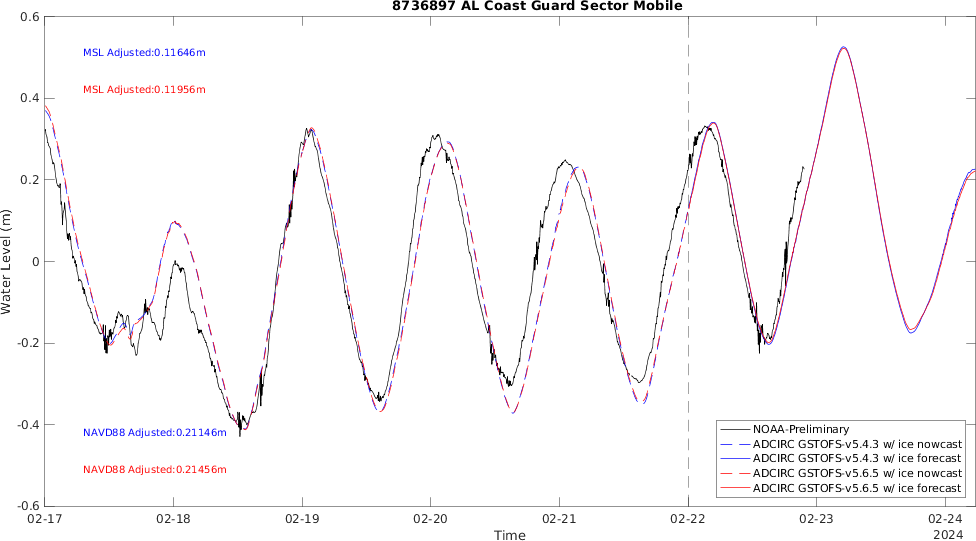 8736897 AL Coast Guard Sector Mobile
0.6
MSL Adjusted:0.11646m
MSL Adjusted:0.11956m
0.4
0.2
0
-0.2
-0.4
-0.6
Water Level (m)
NAVD88 Adjusted:0.21146m
NAVD88 Adjusted:0.21456m
NOAA-Preliminary
ADCIRC GSTOFS-v5.4.3 w/ ice nowcast
ADCIRC GSTOFS-v5.4.3 w/ ice forecast
ADCIRC GSTOFS-v5.6.5 w/ ice nowcast
ADCIRC GSTOFS-v5.6.5 w/ ice forecast
02-17 02-18 02-19 02-20 02-21 02-22 02-23 02-24
Time
2024